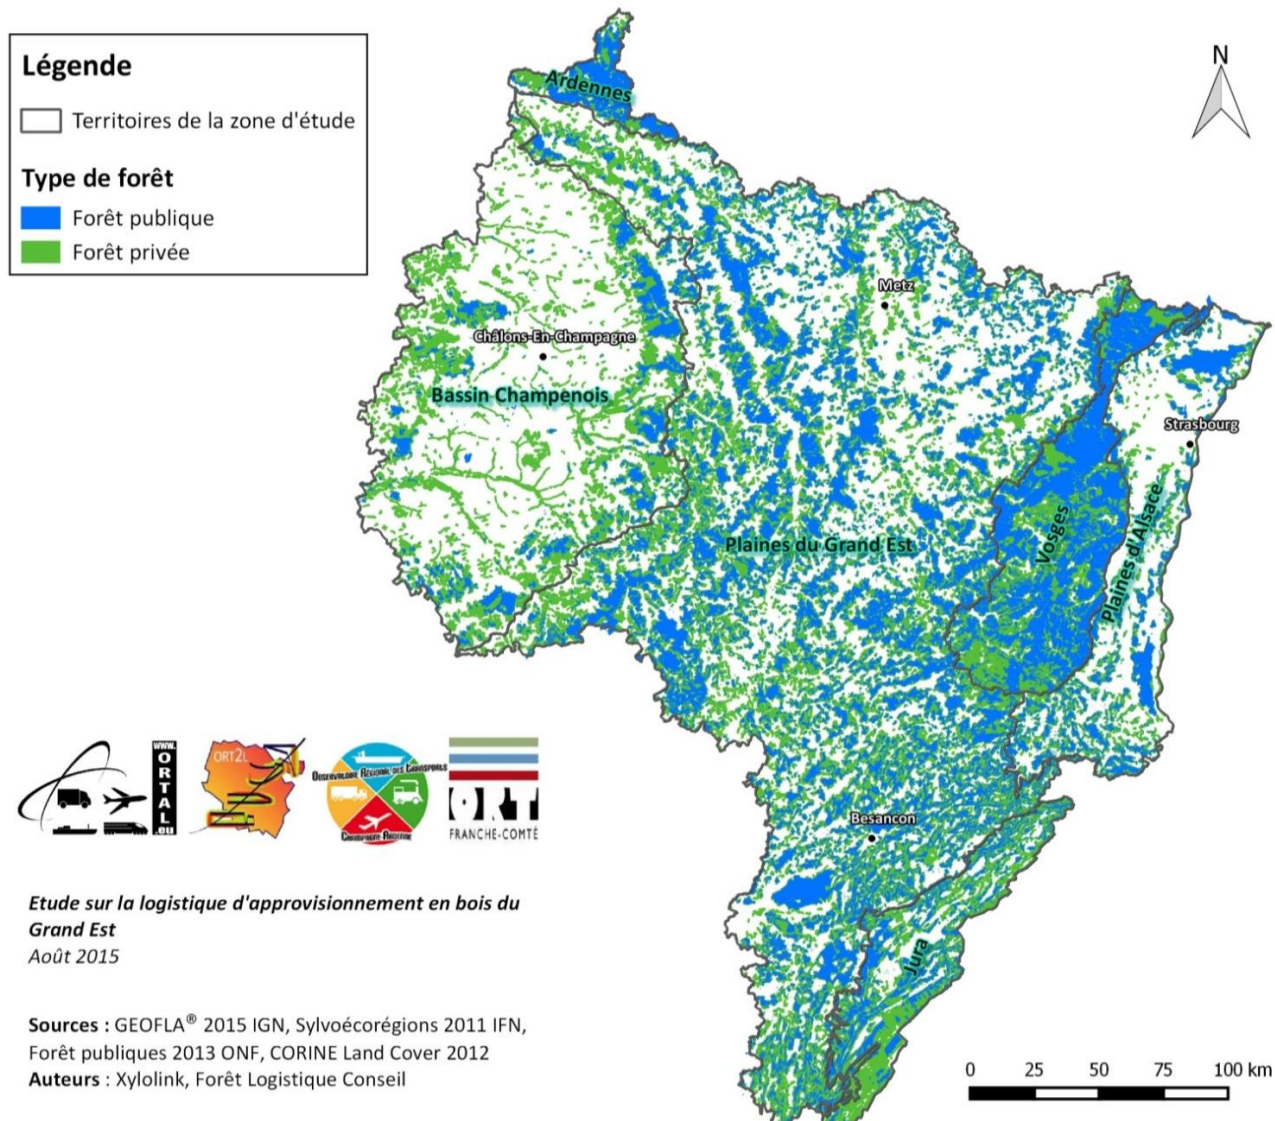 Légende
Territoires de la zone d'étude
Type de forêt
Forêt publique
Forêt privée
N
Ardennes
Metz
Châlons-En-Champagne
Bassin Champenois
Strasbourg
Vosges
Plaines d'Alsace
Plaines du Grand Est
Besancon
Jura
www.
ORTAL
.eu
ORT2L
OBSERVATOIRE RÉGIONAL DES TRANSPORTS
CHAMPAGNE-ARDENNE
ORT
FRANCHE-COMTÉ
Etude sur la logistique d'approvisionnement en bois du
Grand Est
Août 2015
Sources : GEOFLA® 2015 IGN, Sylvoécorégions 2011 IFN,
Forêt publiques 2013 ONF, CORINE Land Cover 2012
Auteurs : Xylolink, Forêt Logistique Conseil
0 25 50 75 100 km